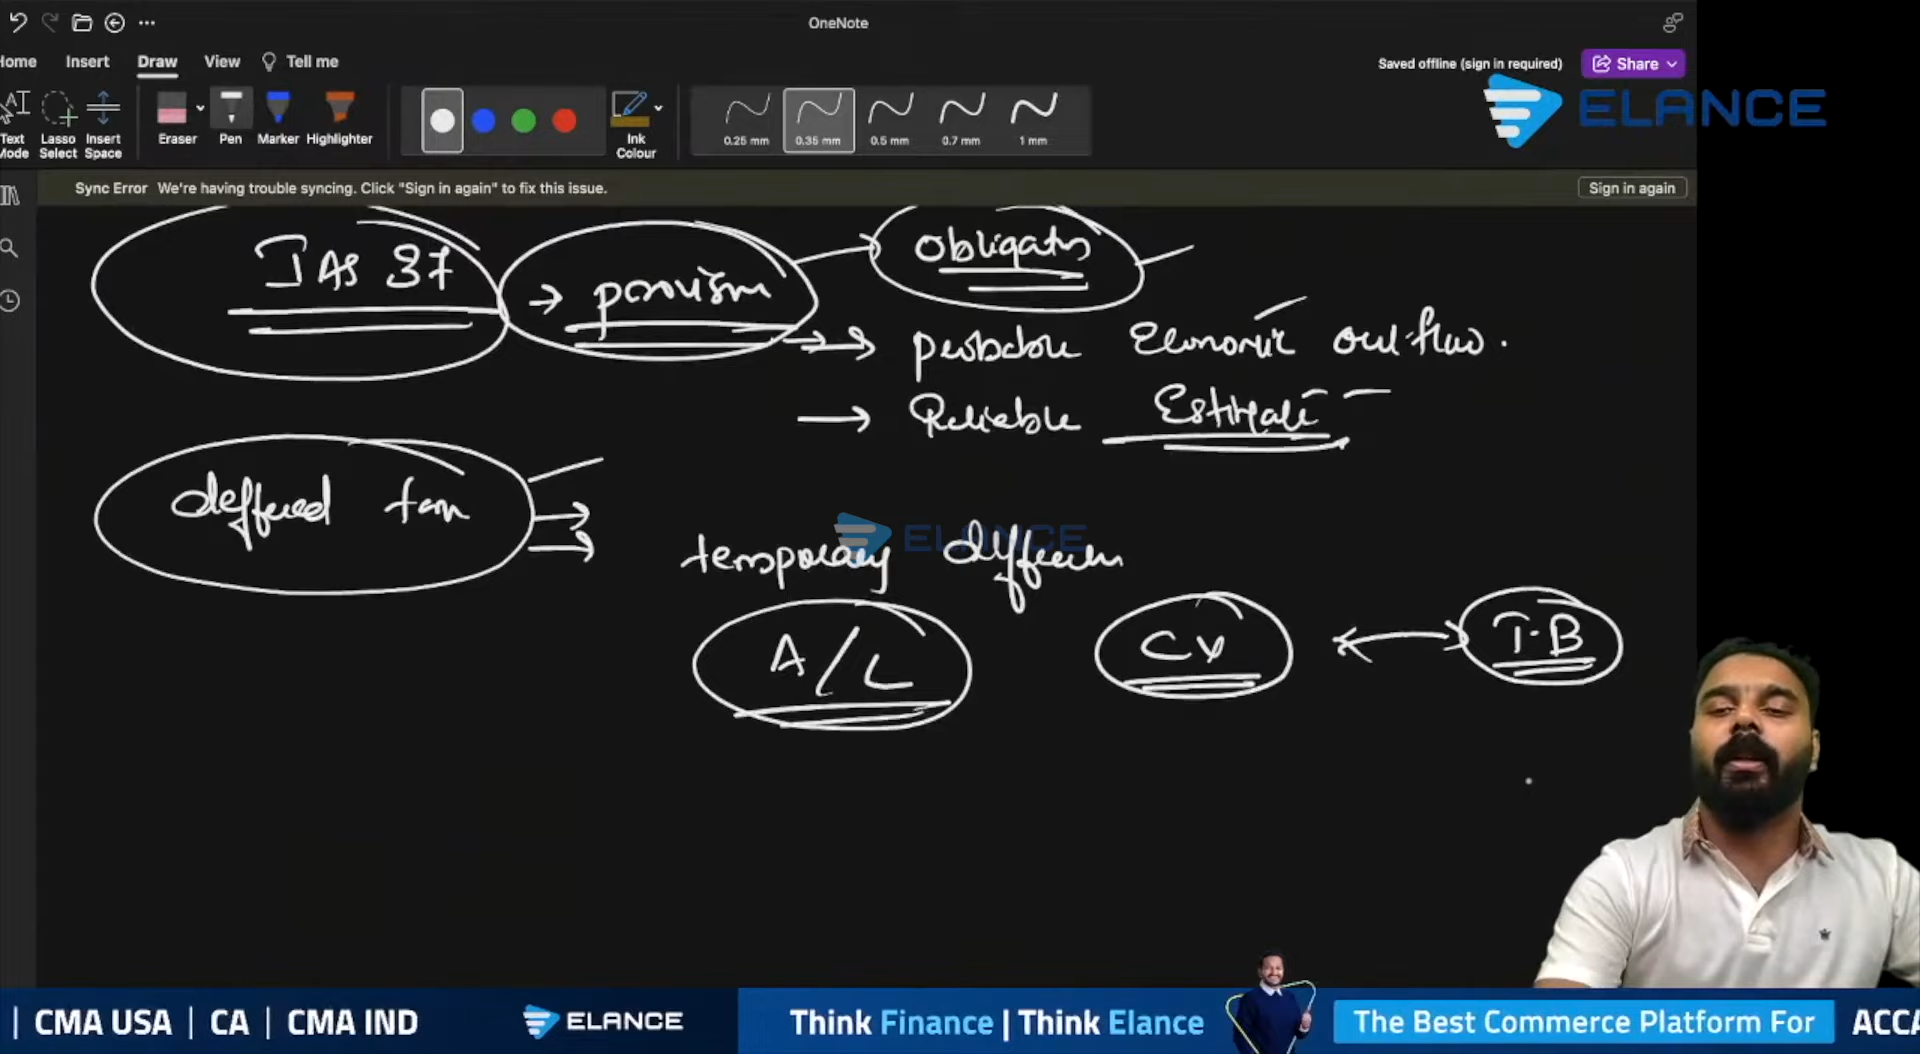 OneNote
Home Insert Draw View Tell me
Saved offline (sign in required) Share
Text Mode Lasso Select Insert Space Eraser Pen Marker Highlighter Ink Colour 0.25 mm 0.35 mm 0.5 mm 0.7 mm 1 mm
ELANCE
Sync Error We're having trouble syncing. Click "Sign in again" to fix this issue. Sign in again
IAS 37 → provism → obligatn
→→ probable Economic outflow.
→ Reliable Estimate
deffered tax
ELANCE
temporary
A/L CV ↔ T.B
| CMA USA | CA | CMA IND ELANCE Think Finance | Think Elance The Best Commerce Platform For ACCA